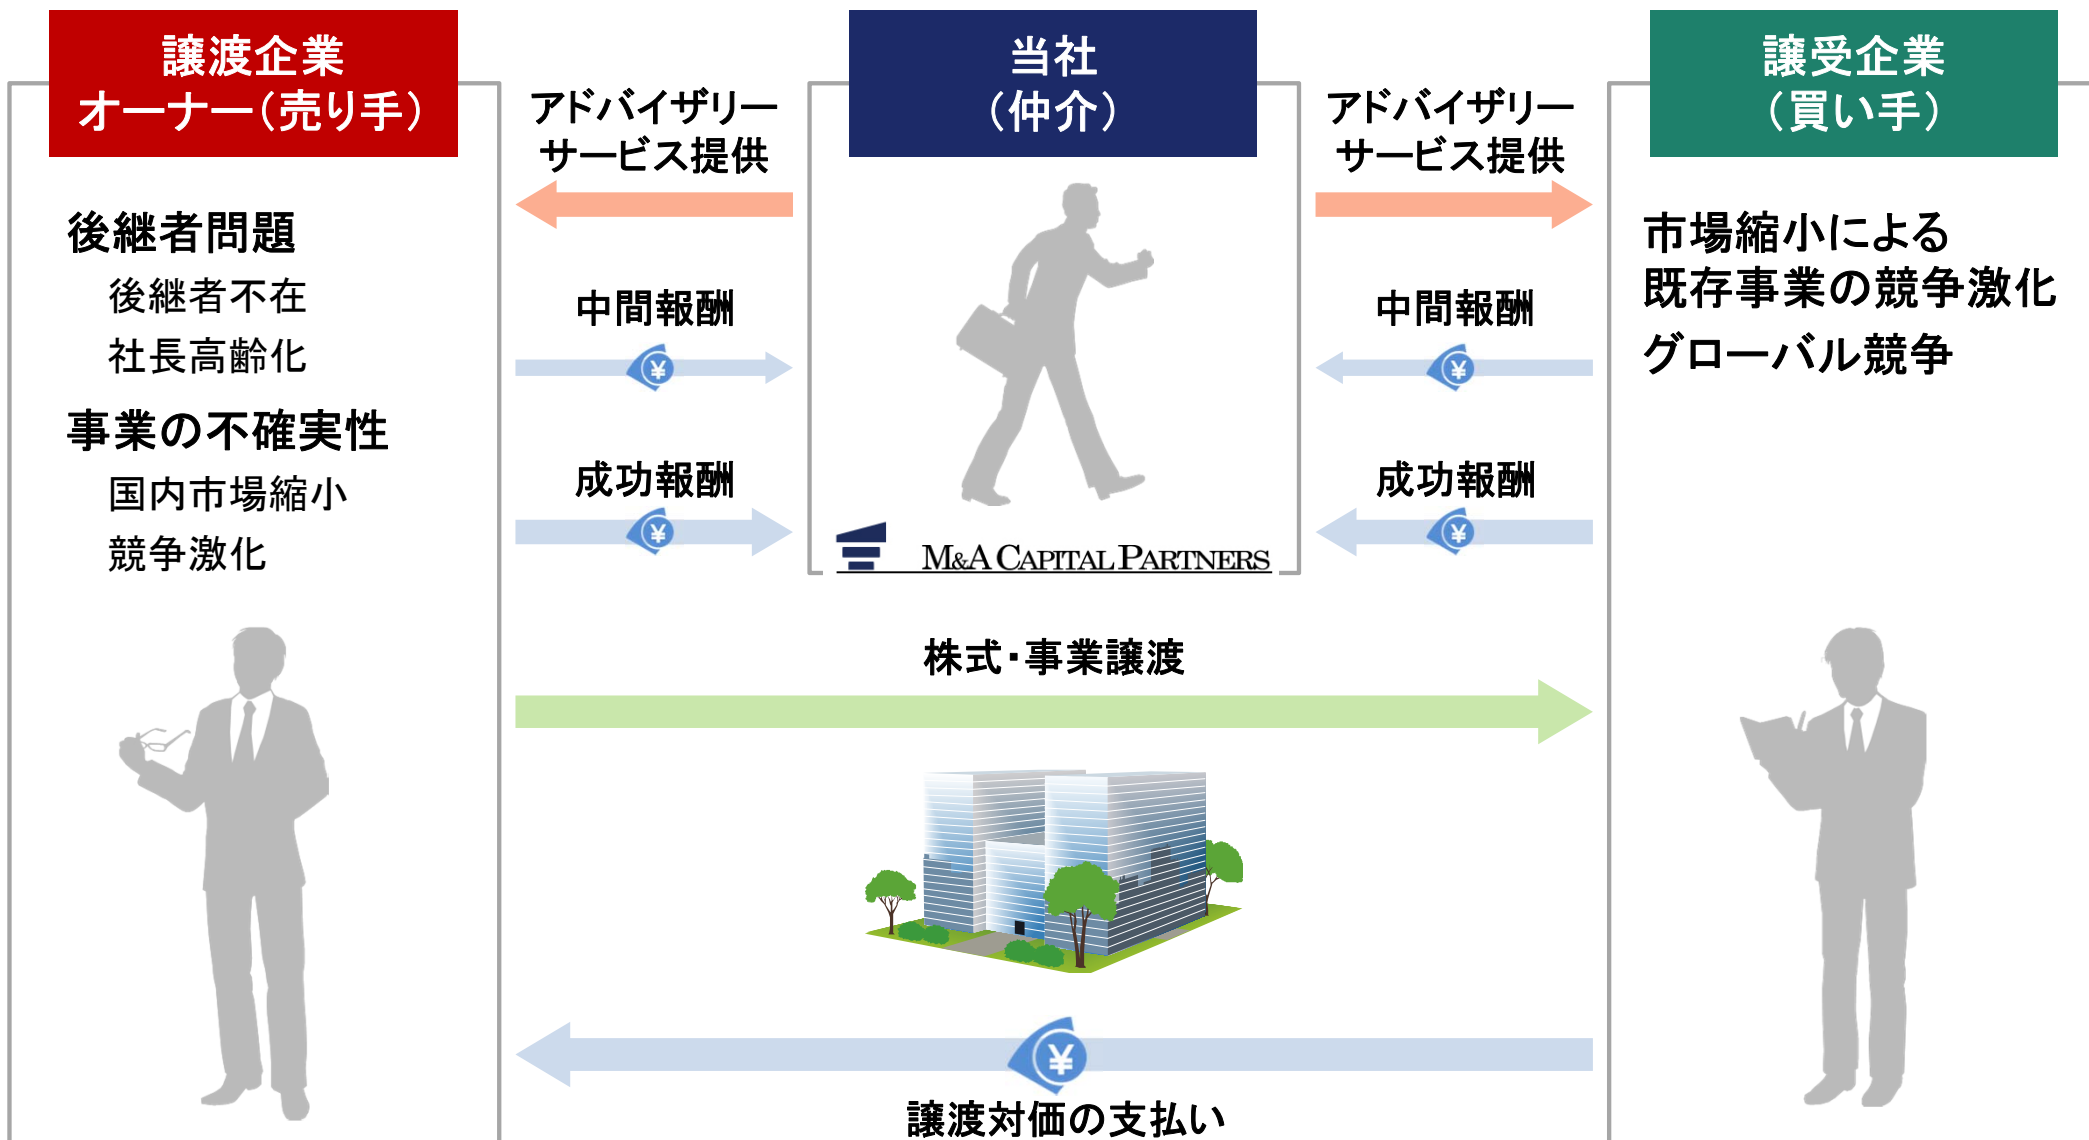 譲渡企業
オーナー（売り手）
後継者問題
後継者不在
社長高齢化
事業の不確実性
国内市場縮小
競争激化
アドバイザリー
サービス提供
中間報酬
¥
成功報酬
¥
当社
（仲介）
M&A CAPITAL PARTNERS
アドバイザリー
サービス提供
中間報酬
¥
成功報酬
¥
譲受企業
（買い手）
市場縮小による
既存事業の競争激化
グローバル競争
株式・事業譲渡
¥
譲渡対価の支払い